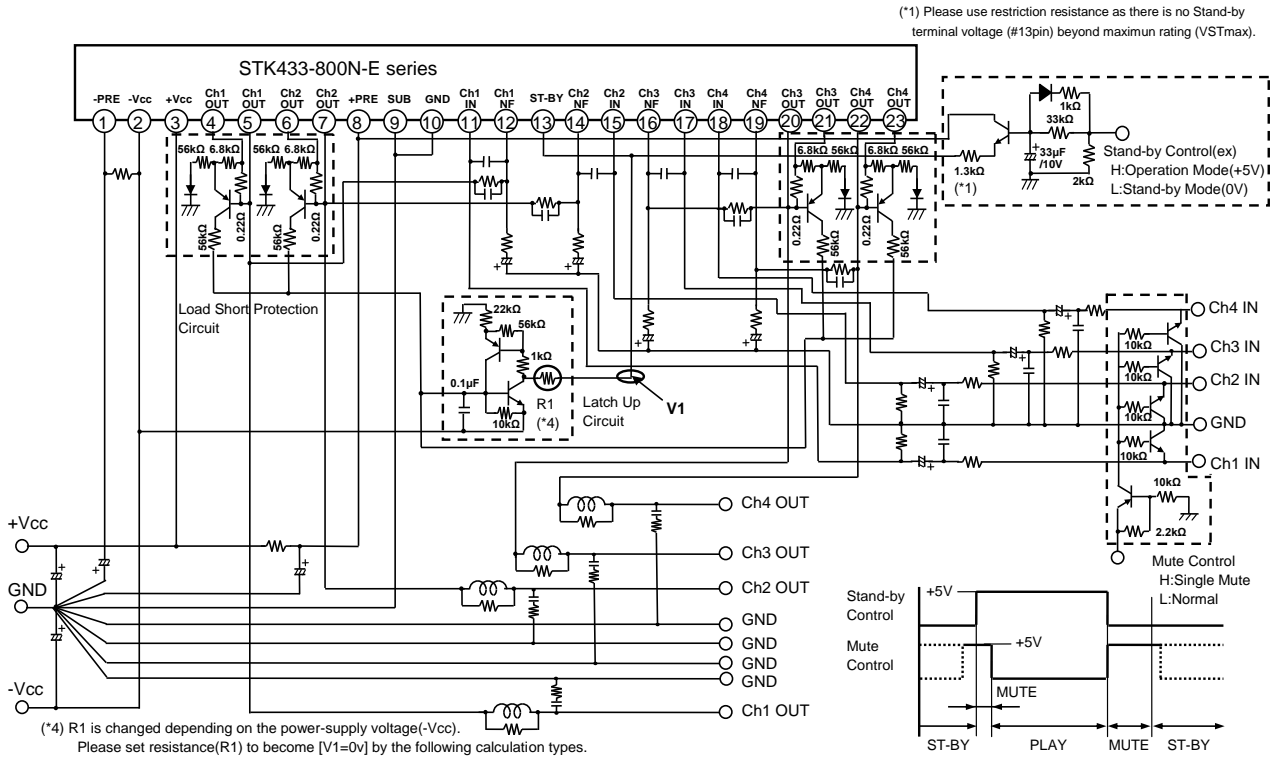 (*1) Please use restriction resistance as there is no Stand-by
terminal voltage (#13pin) beyond maximun rating (VSTmax).
STK433-800N-E series
-PRE
-Vcc
+Vcc
Ch1 OUT
Ch1 OUT
Ch2 OUT
Ch2 OUT
+PRE
SUB
GND
Ch1 IN
Ch1 NF
ST-BY
Ch2 NF
Ch2 IN
Ch3 NF
Ch3 IN
Ch4 IN
Ch4 NF
Ch3 OUT
Ch3 OUT
Ch4 OUT
Ch4 OUT
1 2 3 4 5 6 7 8 9 10 11 12 13 14 15 16 17 18 19 20 21 22 23
56kΩ 6.8kΩ 56kΩ 6.8kΩ
0.22Ω
0.22Ω
56kΩ
56kΩ
Load Short Protection
Circuit
6.8kΩ 56kΩ 6.8kΩ 56kΩ
0.22Ω
0.22Ω
56kΩ
56kΩ
1.3kΩ
(*1)
1kΩ
33kΩ
+
33µF
/10V
2kΩ
Stand-by Control(ex)
H:Operation Mode(+5V)
L:Stand-by Mode(0V)
22kΩ
56kΩ
1kΩ
0.1µF
10kΩ
R1
(*4)
Latch Up
Circuit
V1
+
+
+
+
+
+
+
+
Ch4 IN
10kΩ
Ch3 IN
10kΩ
Ch2 IN
10kΩ
GND
10kΩ
Ch1 IN
10kΩ
2.2kΩ
Mute Control
H:Single Mute
L:Normal
+Vcc
GND
-Vcc
+
+
+
+
Ch4 OUT
Ch3 OUT
Ch2 OUT
GND
GND
GND
GND
Ch1 OUT
Stand-by
Control
+5V
Mute
Control
+5V
MUTE
ST-BY PLAY MUTE ST-BY
(*4) R1 is changed depending on the power-supply voltage(-Vcc).
Please set resistance(R1) to become [V1=0v] by the following calculation types.